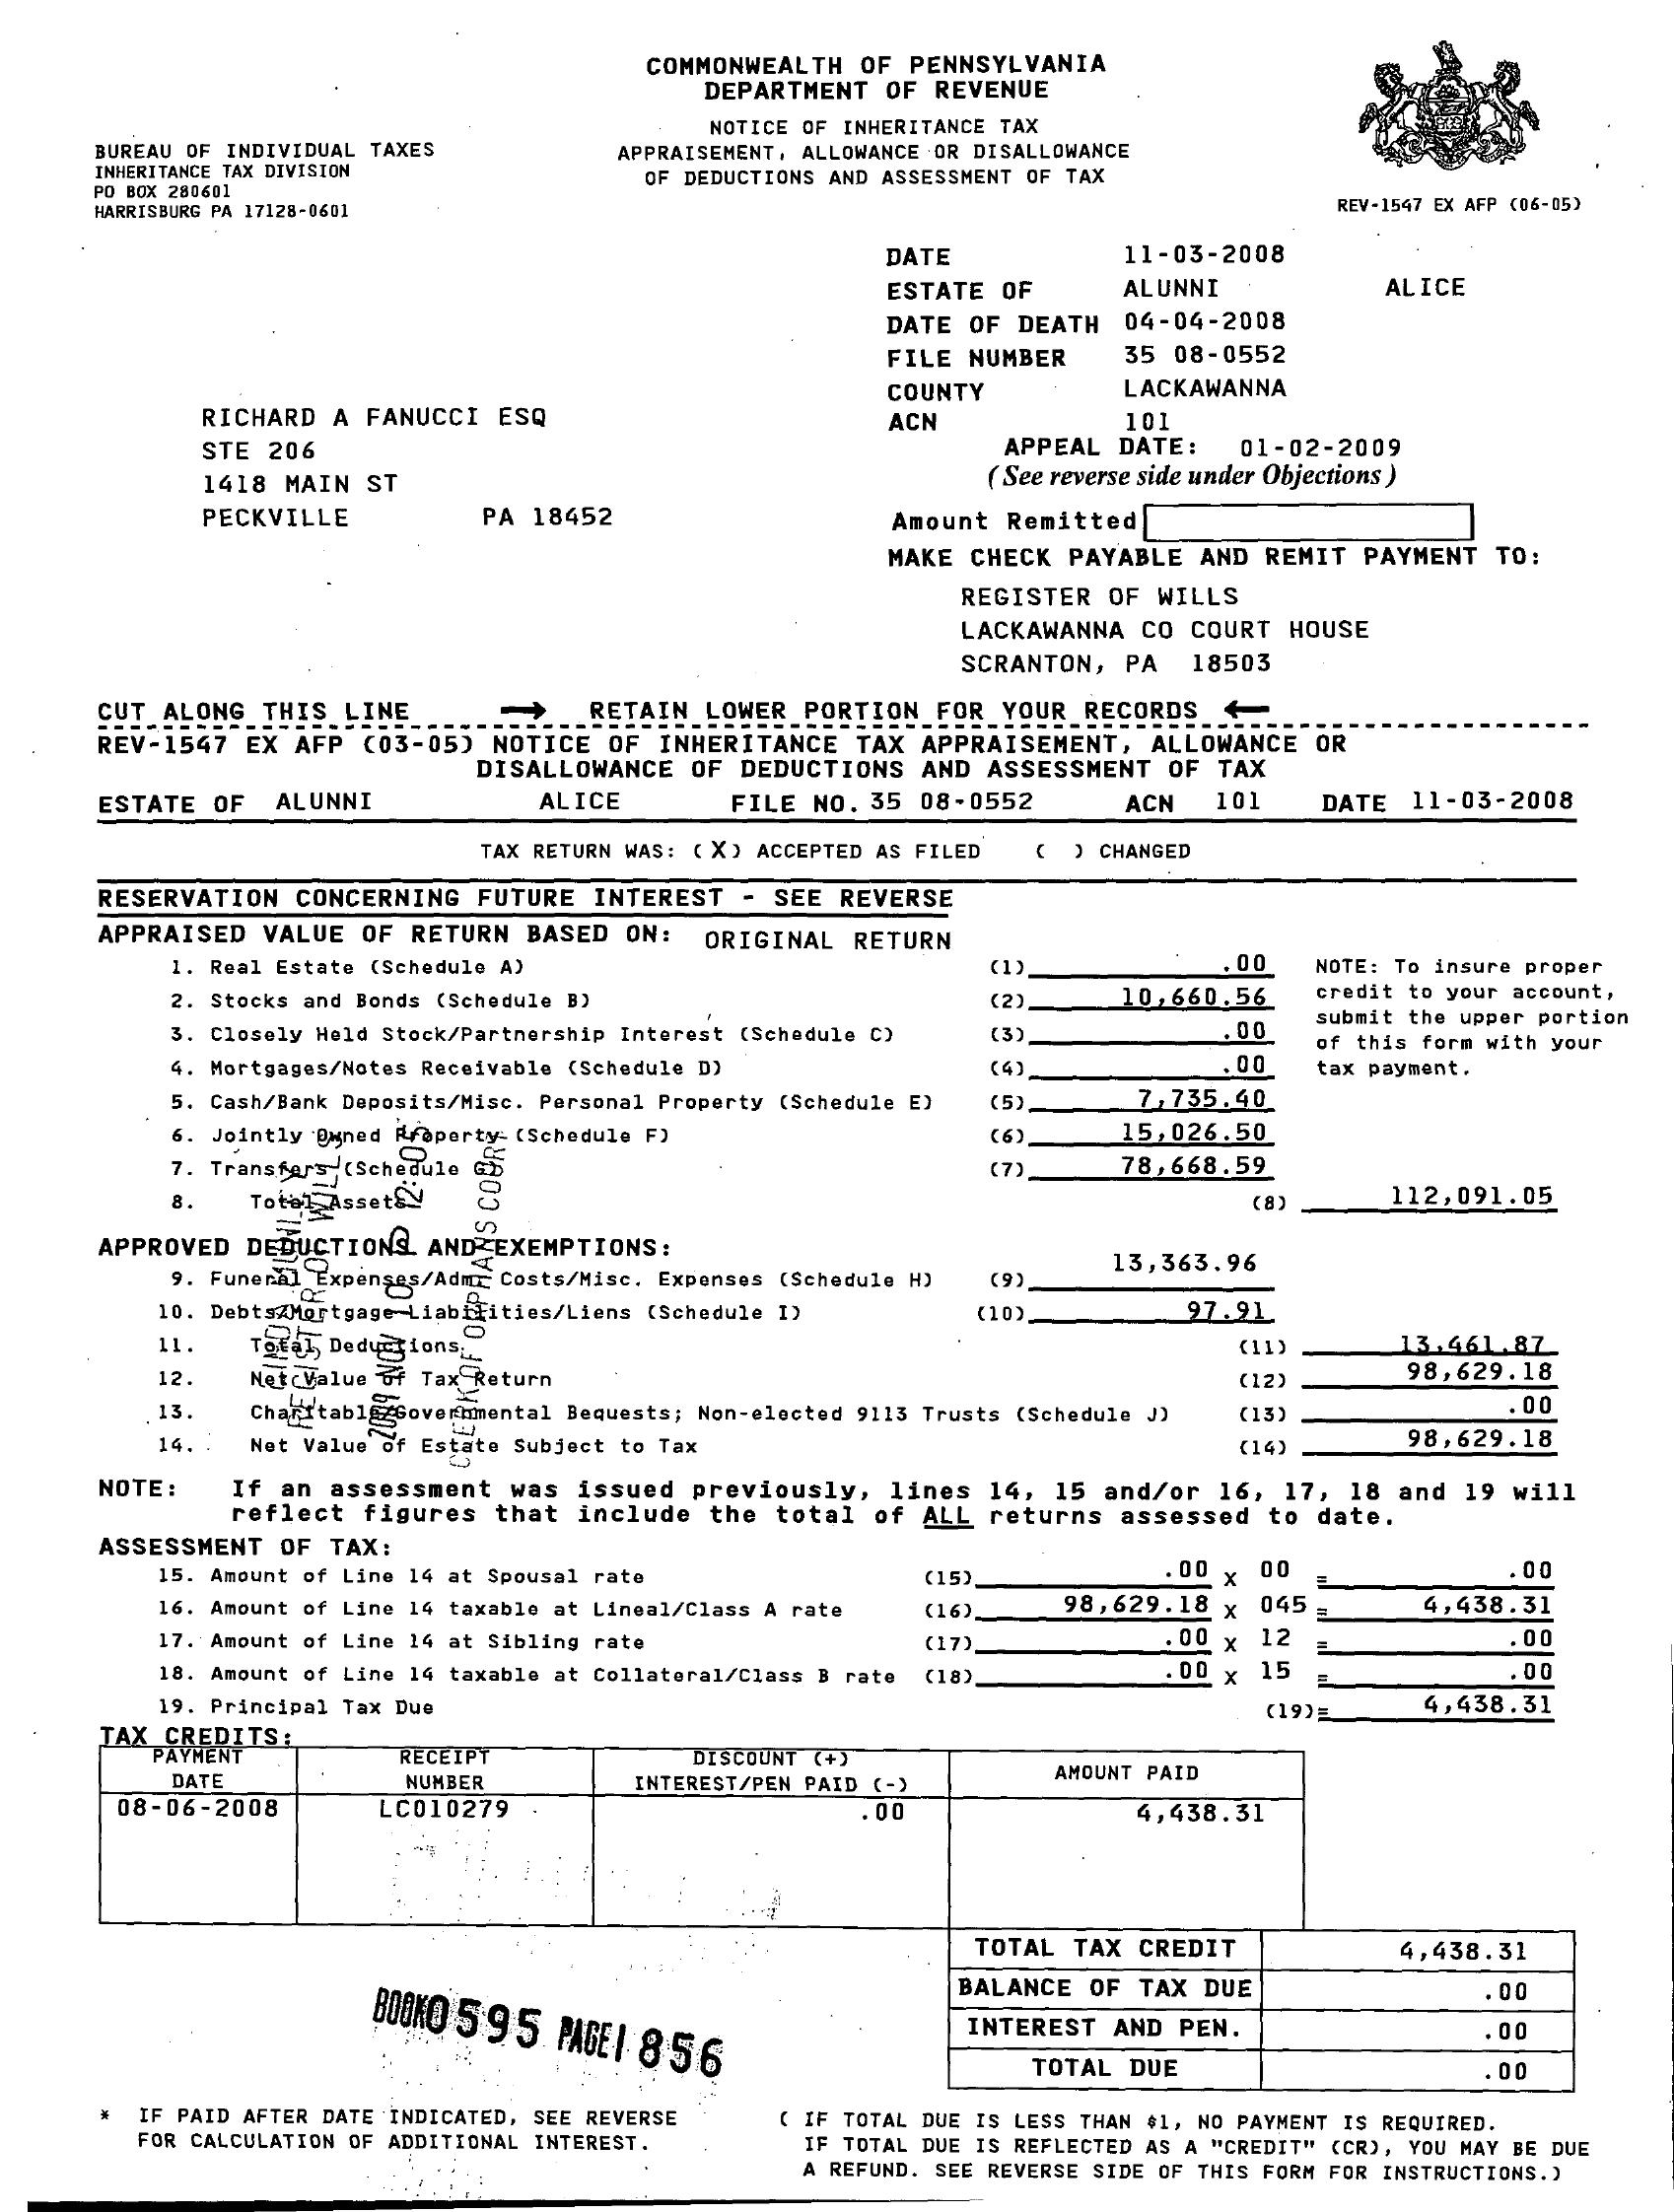 COMMONWEALTH OF PENNSYLVANIA
DEPARTMENT OF REVENUE
NOTICE OF INHERITANCE TAX
APPRAISEMENT, ALLOWANCE OR DISALLOWANCE
OF DEDUCTIONS AND ASSESSMENT OF TAX
BUREAU OF INDIVIDUAL TAXES
INHERITANCE TAX DIVISION
PO BOX 280601
HARRISBURG PA 17128-0601
REV-1547 EX AFP (06-05)
DATE 11-03-2008
ESTATE OF ALUNNI ALICE
DATE OF DEATH 04-04-2008
FILE NUMBER 35 08-0552
COUNTY LACKAWANNA
ACN 101
APPEAL DATE: 01-02-2009
(See reverse side under Objections)
RICHARD A FANUCCI ESQ
STE 206
1418 MAIN ST
PECKVILLE PA 18452
Amount Remitted
MAKE CHECK PAYABLE AND REMIT PAYMENT TO:
REGISTER OF WILLS
LACKAWANNA CO COURT HOUSE
SCRANTON, PA 18503
CUT ALONG THIS LINE → RETAIN LOWER PORTION FOR YOUR RECORDS ←
REV-1547 EX AFP (03-05) NOTICE OF INHERITANCE TAX APPRAISEMENT, ALLOWANCE OR
DISALLOWANCE OF DEDUCTIONS AND ASSESSMENT OF TAX
ESTATE OF ALUNNI ALICE FILE NO. 35 08-0552 ACN 101 DATE 11-03-2008
TAX RETURN WAS: (X) ACCEPTED AS FILED ( ) CHANGED
RESERVATION CONCERNING FUTURE INTEREST - SEE REVERSE
APPRAISED VALUE OF RETURN BASED ON: ORIGINAL RETURN
1. Real Estate (Schedule A) (1) .00
2. Stocks and Bonds (Schedule B) (2) 10,660.56
3. Closely Held Stock/Partnership Interest (Schedule C) (3) .00
4. Mortgages/Notes Receivable (Schedule D) (4) .00
5. Cash/Bank Deposits/Misc. Personal Property (Schedule E) (5) 7,735.40
6. Jointly Owned Property (Schedule F) (6) 15,026.50
7. Transfers (Schedule G) (7) 78,668.59
8. Total Assets (8) 112,091.05
NOTE: To insure proper
credit to your account,
submit the upper portion
of this form with your
tax payment.
APPROVED DEDUCTIONS AND EXEMPTIONS:
9. Funeral Expenses/Adm. Costs/Misc. Expenses (Schedule H) (9) 13,363.96
10. Debts/Mortgage Liabilities/Liens (Schedule I) (10) 97.91
11. Total Deductions (11) 13,461.87
12. Net Value of Tax Return (12) 98,629.18
13. Charitable/Governmental Bequests; Non-elected 9113 Trusts (Schedule J) (13) .00
14. Net Value of Estate Subject to Tax (14) 98,629.18
REGISTER OF WILLS
CLERK OF ORPHANS COURT
NOTE: If an assessment was issued previously, lines 14, 15 and/or 16, 17, 18 and 19 will
reflect figures that include the total of ALL returns assessed to date.
ASSESSMENT OF TAX:
15. Amount of Line 14 at Spousal rate (15) .00 X 00 = .00
16. Amount of Line 14 taxable at Lineal/Class A rate (16) 98,629.18 X 045 = 4,438.31
17. Amount of Line 14 at Sibling rate (17) .00 X 12 = .00
18. Amount of Line 14 taxable at Collateral/Class B rate (18) .00 X 15 = .00
19. Principal Tax Due (19)= 4,438.31
TAX CREDITS:
PAYMENT DATE RECEIPT NUMBER DISCOUNT (+) INTEREST/PEN PAID (-) AMOUNT PAID
08-06-2008 LC010279 .00 4,438.31
TOTAL TAX CREDIT 4,438.31
BALANCE OF TAX DUE .00
INTEREST AND PEN. .00
TOTAL DUE .00
BOOK0595 PAGE1856
* IF PAID AFTER DATE INDICATED, SEE REVERSE
FOR CALCULATION OF ADDITIONAL INTEREST.
( IF TOTAL DUE IS LESS THAN $1, NO PAYMENT IS REQUIRED.
IF TOTAL DUE IS REFLECTED AS A "CREDIT" (CR), YOU MAY BE DUE
A REFUND. SEE REVERSE SIDE OF THIS FORM FOR INSTRUCTIONS.)